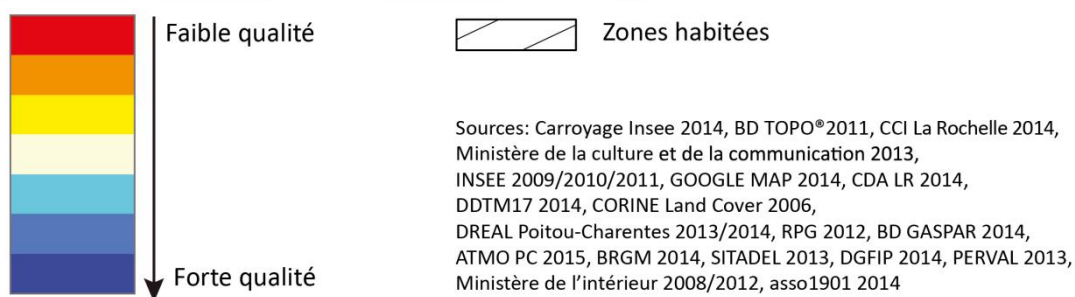 Faible qualité
Zones habitées
Sources: Carroyage Insee 2014, BD TOPO®2011, CCI La Rochelle 2014,
Ministère de la culture et de la communication 2013,
INSEE 2009/2010/2011, GOOGLE MAP 2014, CDA LR 2014,
DDTM17 2014, CORINE Land Cover 2006,
DREAL Poitou-Charentes 2013/2014, RPG 2012, BD GASPAR 2014,
ATMO PC 2015, BRGM 2014, SITADEL 2013, DGFIP 2014, PERVAL 2013,
Ministère de l'intérieur 2008/2012, asso1901 2014
Forte qualité